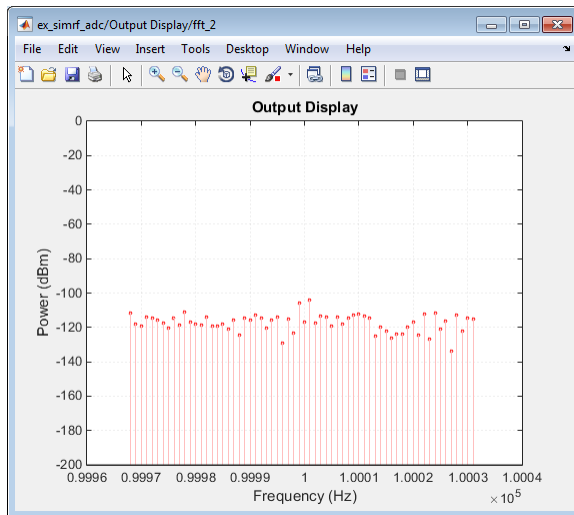 ex_simrf_adc/Output Display/fft_2
File Edit View Insert Tools Desktop Window Help
Output Display
0
-20
-40
-60
-80
-100
-120
-140
-160
-180
-200
Power (dBm)
0.9996 0.9997 0.9998 0.9999 1 1.0001 1.0002 1.0003 1.0004
Frequency (Hz)
×10^5